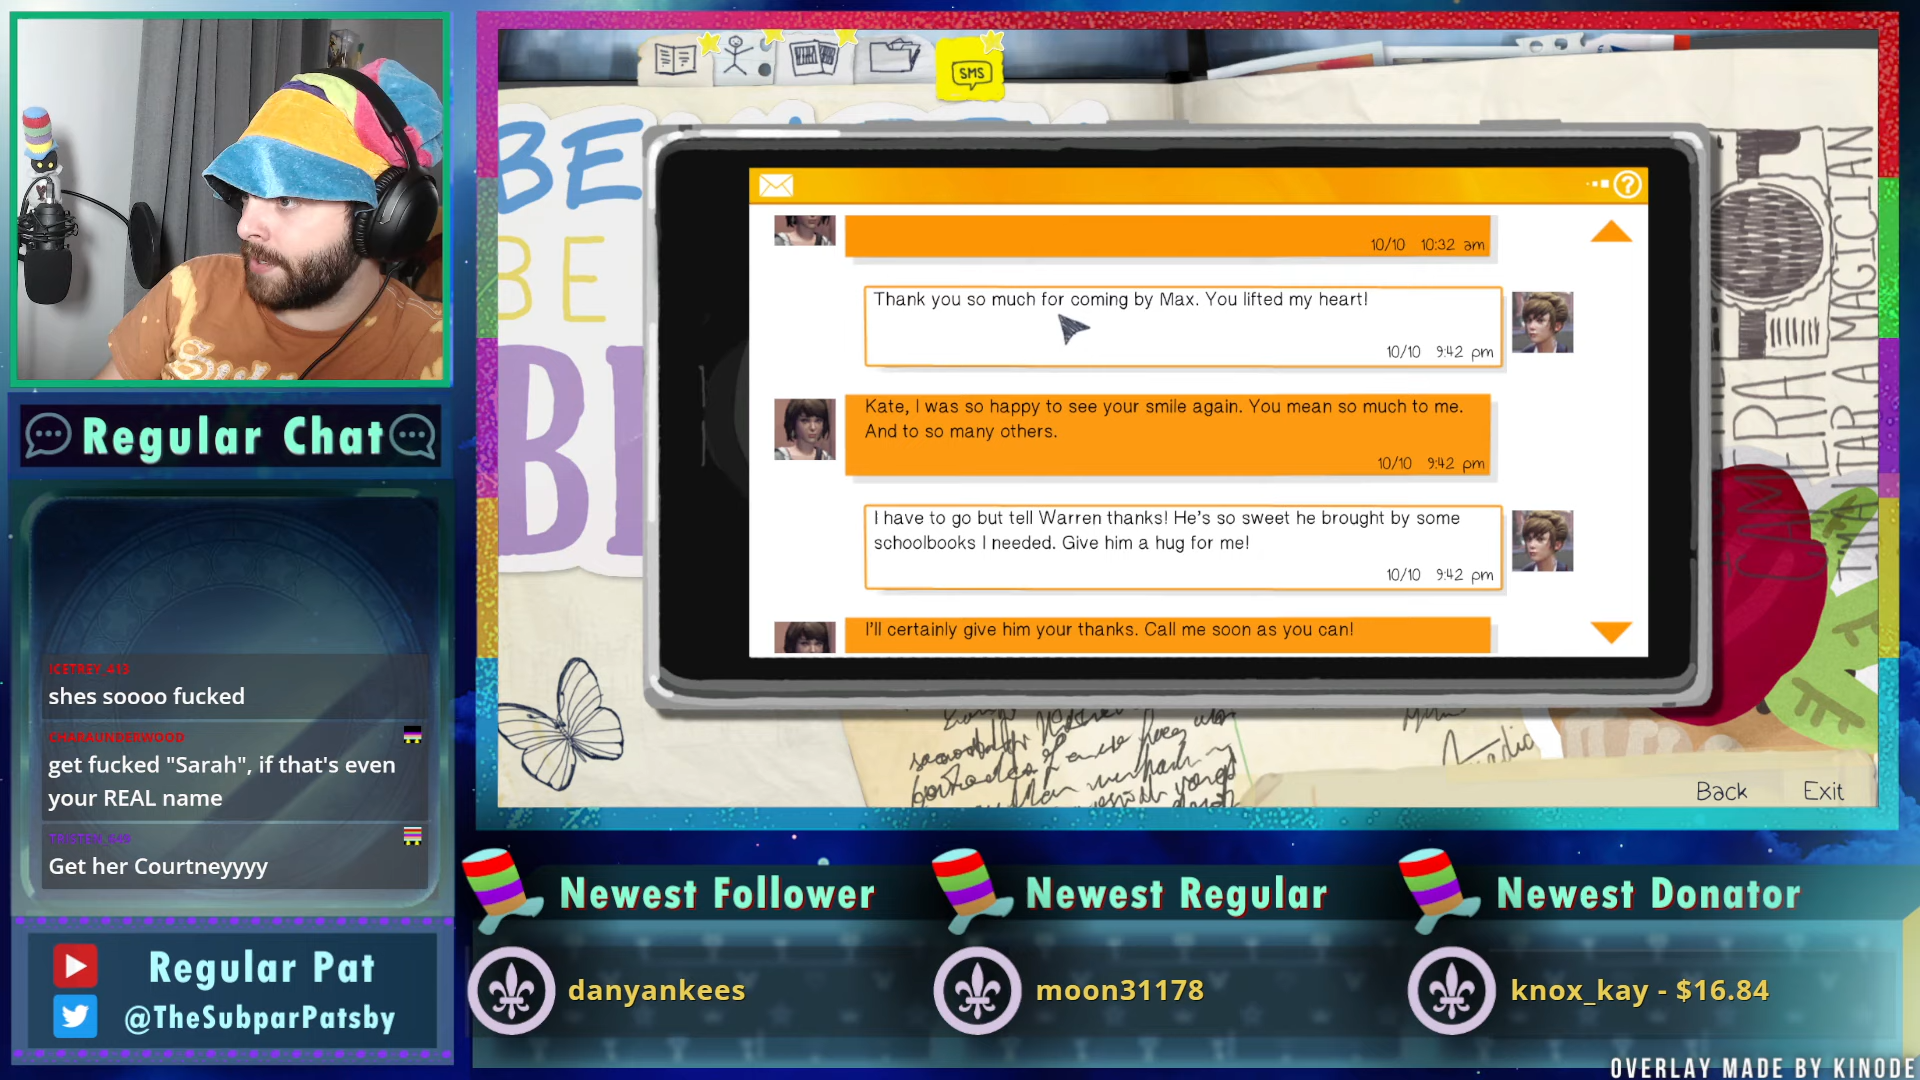 SMS
BE
BE
10/10 10:32 am
Thank you so much for coming by Max. You lifted my heart!
10/10 9:42 pm
Kate, I was so happy to see your smile again. You mean so much to me.
And to so many others.
10/10 9:42 pm
I have to go but tell Warren thanks! He's so sweet he brought by some
schoolbooks I needed. Give him a hug for me!
10/10 9:42 pm
I'll certainly give him your thanks. Call me soon as you can!
MAGICIAN
Back Exit
Regular Chat
ICETREY_413
shes soooo fucked
CHARAUNDERWOOD
get fucked "Sarah", if that's even
your REAL name
Get her Courtneyyyy
Regular Pat
@TheSubparPatsby
Newest Follower
danyankees
Newest Regular
moon31178
Newest Donator
knox_kay - $16.84
OVERLAY MADE BY KINODE